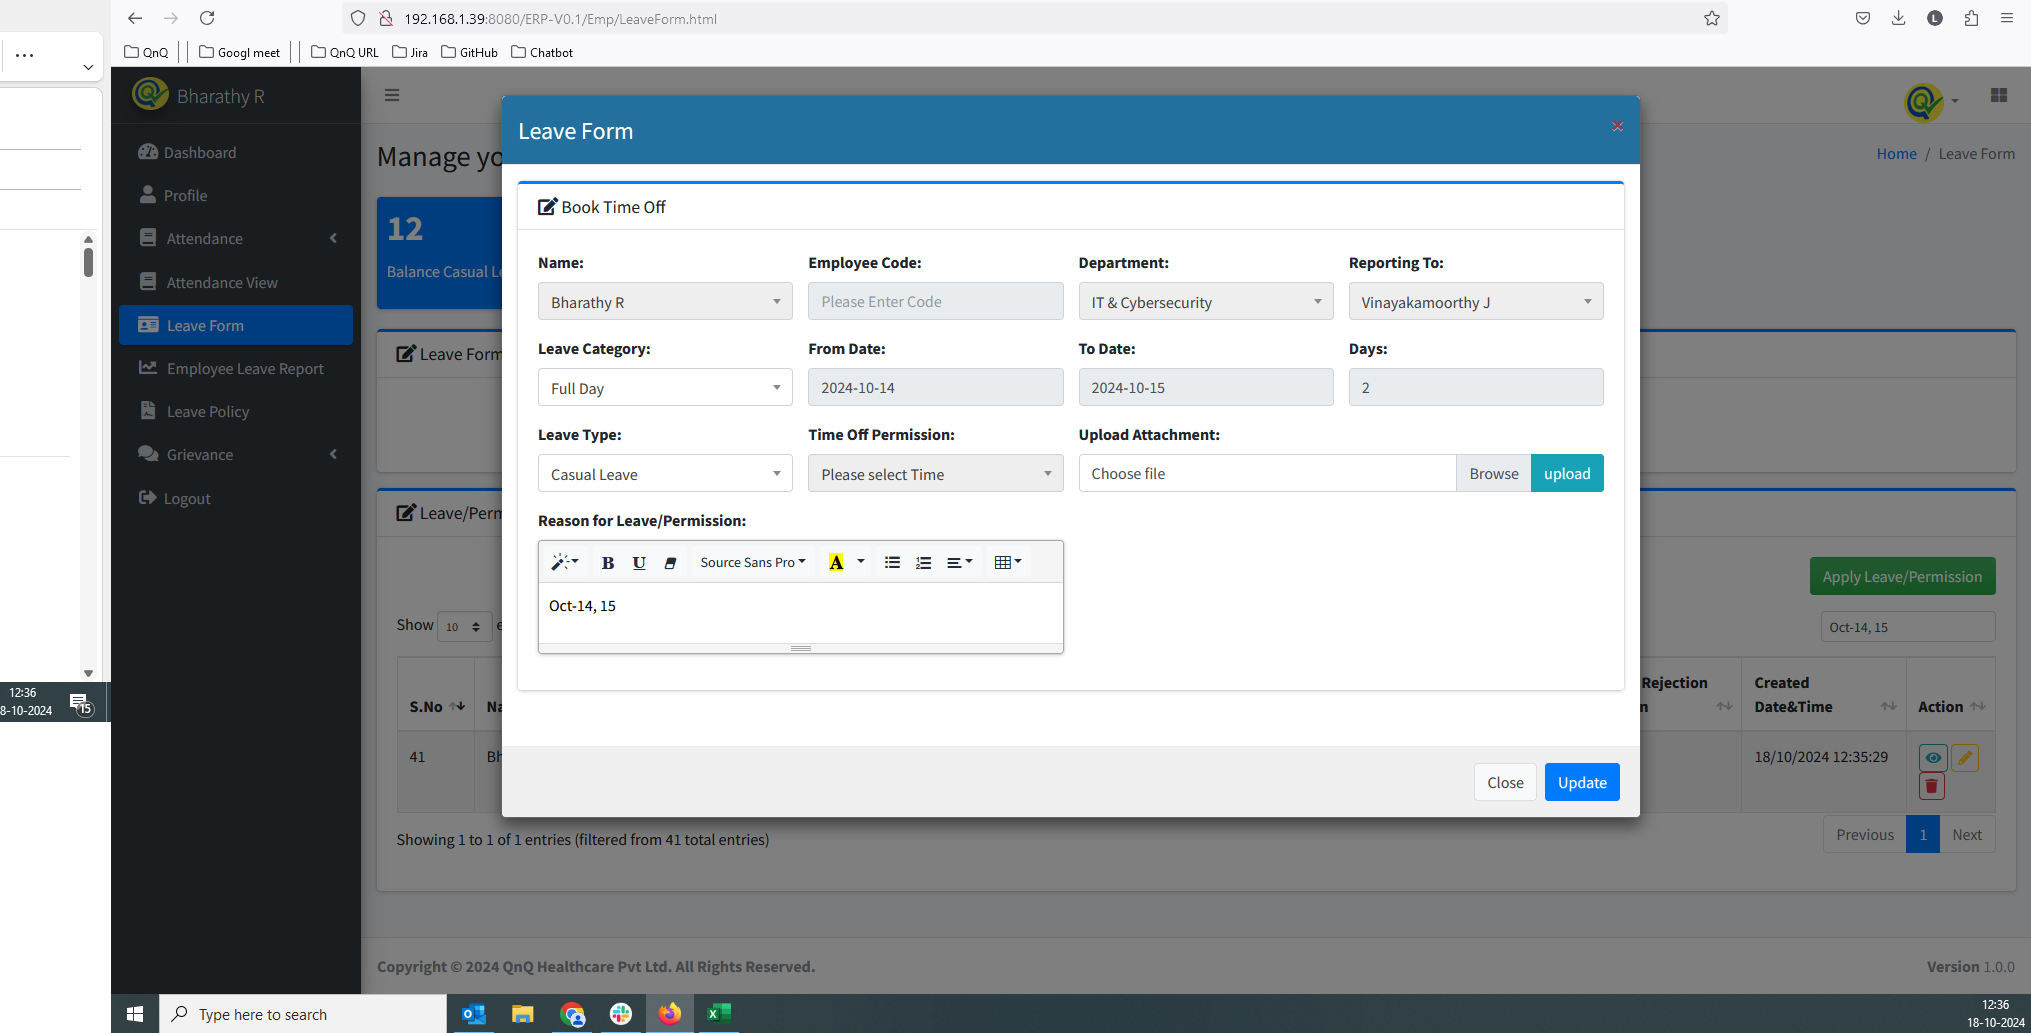 192.168.1.39:8080/ERP-V0.1/Emp/LeaveForm.html
QnQ
Googl meet
QnQ URL
Jira
GitHub
Chatbot
Bharathy R
Dashboard
Profile
Attendance
Attendance View
Leave Form
Employee Leave Report
Leave Policy
Grievance
Logout
Manage yo
Home / Leave Form
12
Balance Casual Le
Leave Form
Leave/Perm
Leave Form
×
Book Time Off
Name:
Employee Code:
Department:
Reporting To:
Bharathy R
Please Enter Code
IT & Cybersecurity
Vinayakamoorthy J
Leave Category:
From Date:
To Date:
Days:
Full Day
2024-10-14
2024-10-15
2
Leave Type:
Time Off Permission:
Upload Attachment:
Casual Leave
Please select Time
Choose file
Browse
upload
Reason for Leave/Permission:
B
U
Source Sans Pro
A
Oct-14, 15
Close
Update
Apply Leave/Permission
Show 10 e
Oct-14, 15
S.No
Na
Rejection
n
Created
Date&Time
Action
41
Bh
18/10/2024 12:35:29
Showing 1 to 1 of 1 entries (filtered from 41 total entries)
Previous
1
Next
Copyright © 2024 QnQ Healthcare Pvt Ltd. All Rights Reserved.
Version 1.0.0
12:36
8-10-2024
15
Type here to search
12:36
18-10-2024